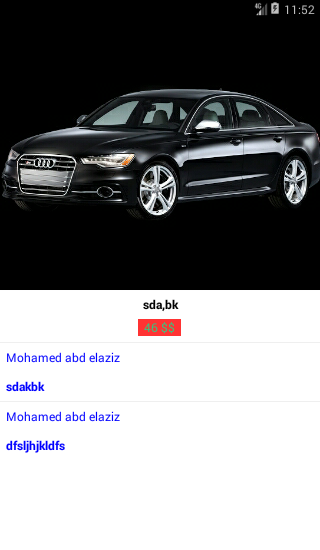 11:52
sda,bk
46 $$
Mohamed abd elaziz
sdakbk
Mohamed abd elaziz
dfsljhjkldfs